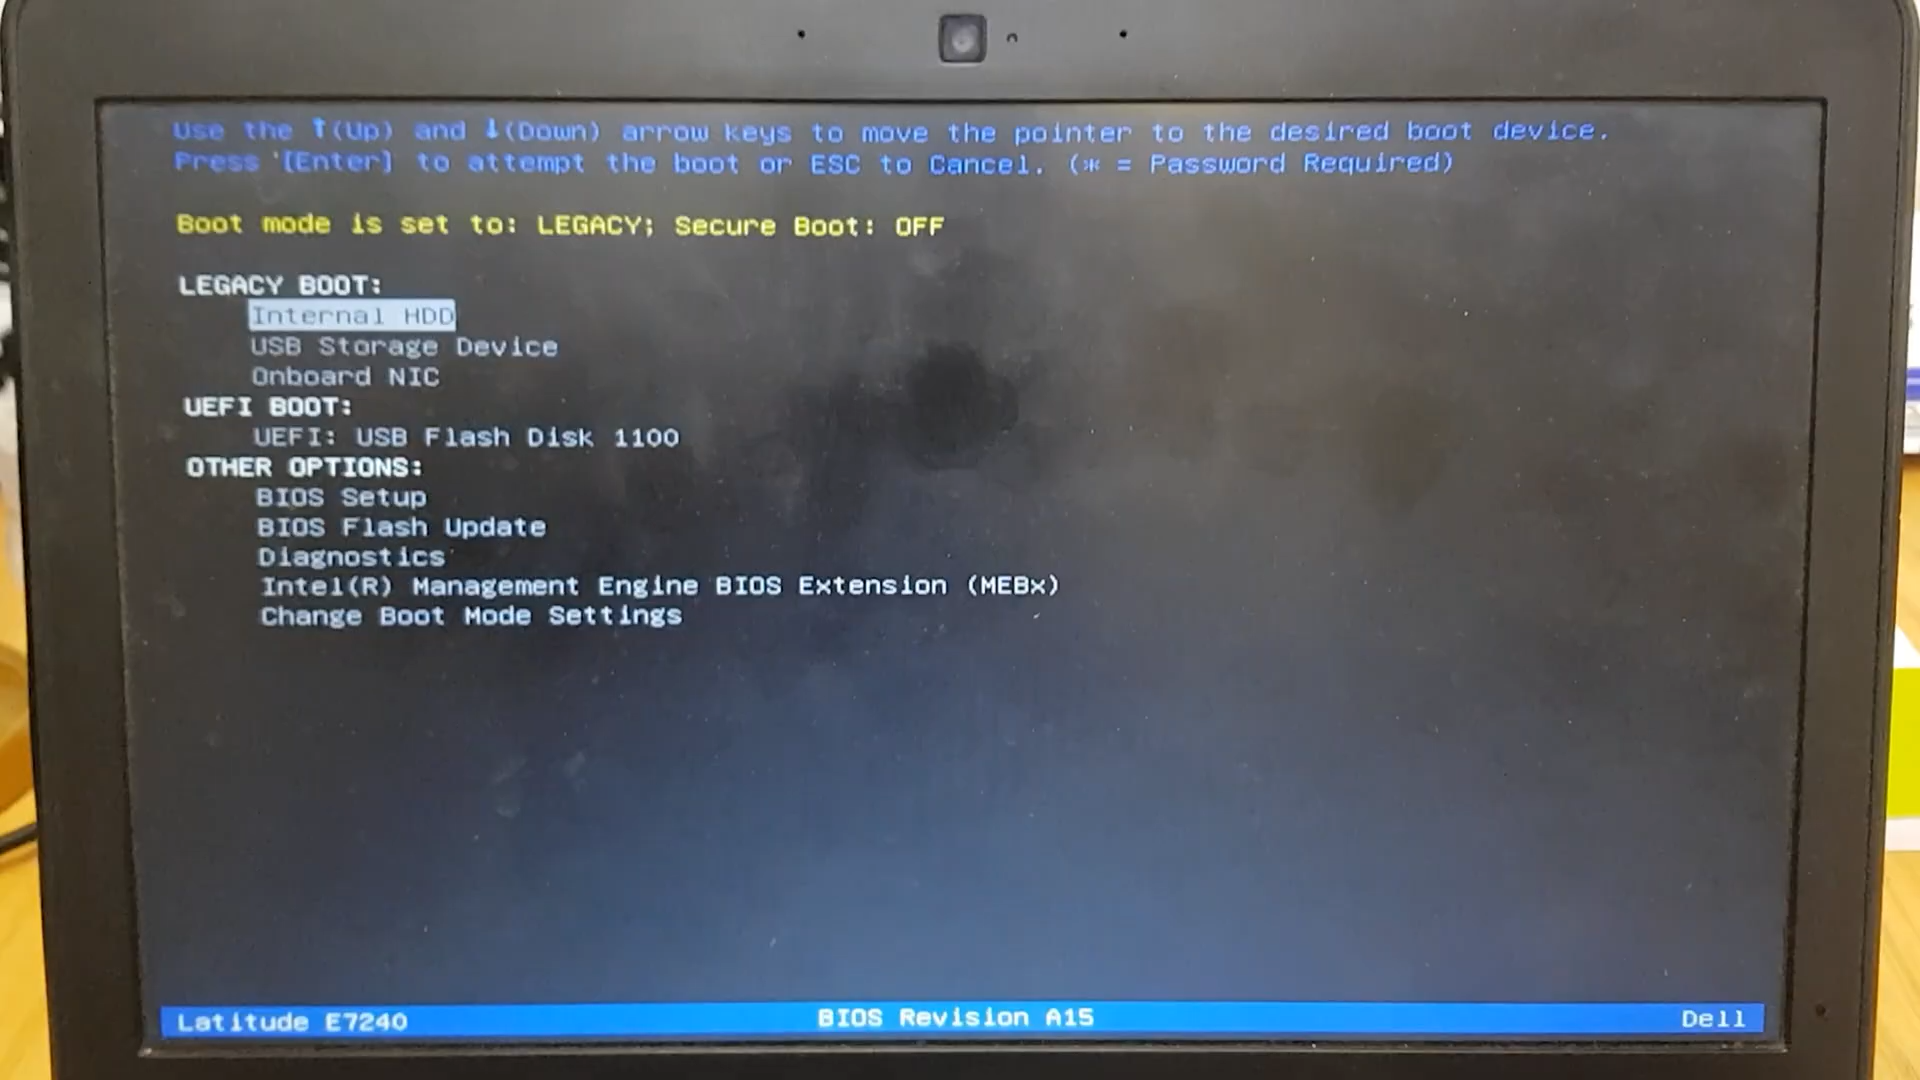 Use the ↑(Up) and ↓(Down) arrow keys to move the pointer to the desired boot device.
Press [Enter] to attempt the boot or ESC to Cancel. (* = Password Required)
Boot mode is set to: LEGACY; Secure Boot: OFF
LEGACY BOOT:
Internal HDD
USB Storage Device
Onboard NIC
UEFI BOOT:
UEFI: USB Flash Disk 1100
OTHER OPTIONS:
BIOS Setup
BIOS Flash Update
Diagnostics
Intel(R) Management Engine BIOS Extension (MEBx)
Change Boot Mode Settings
Latitude E7240 BIOS Revision A15 Dell